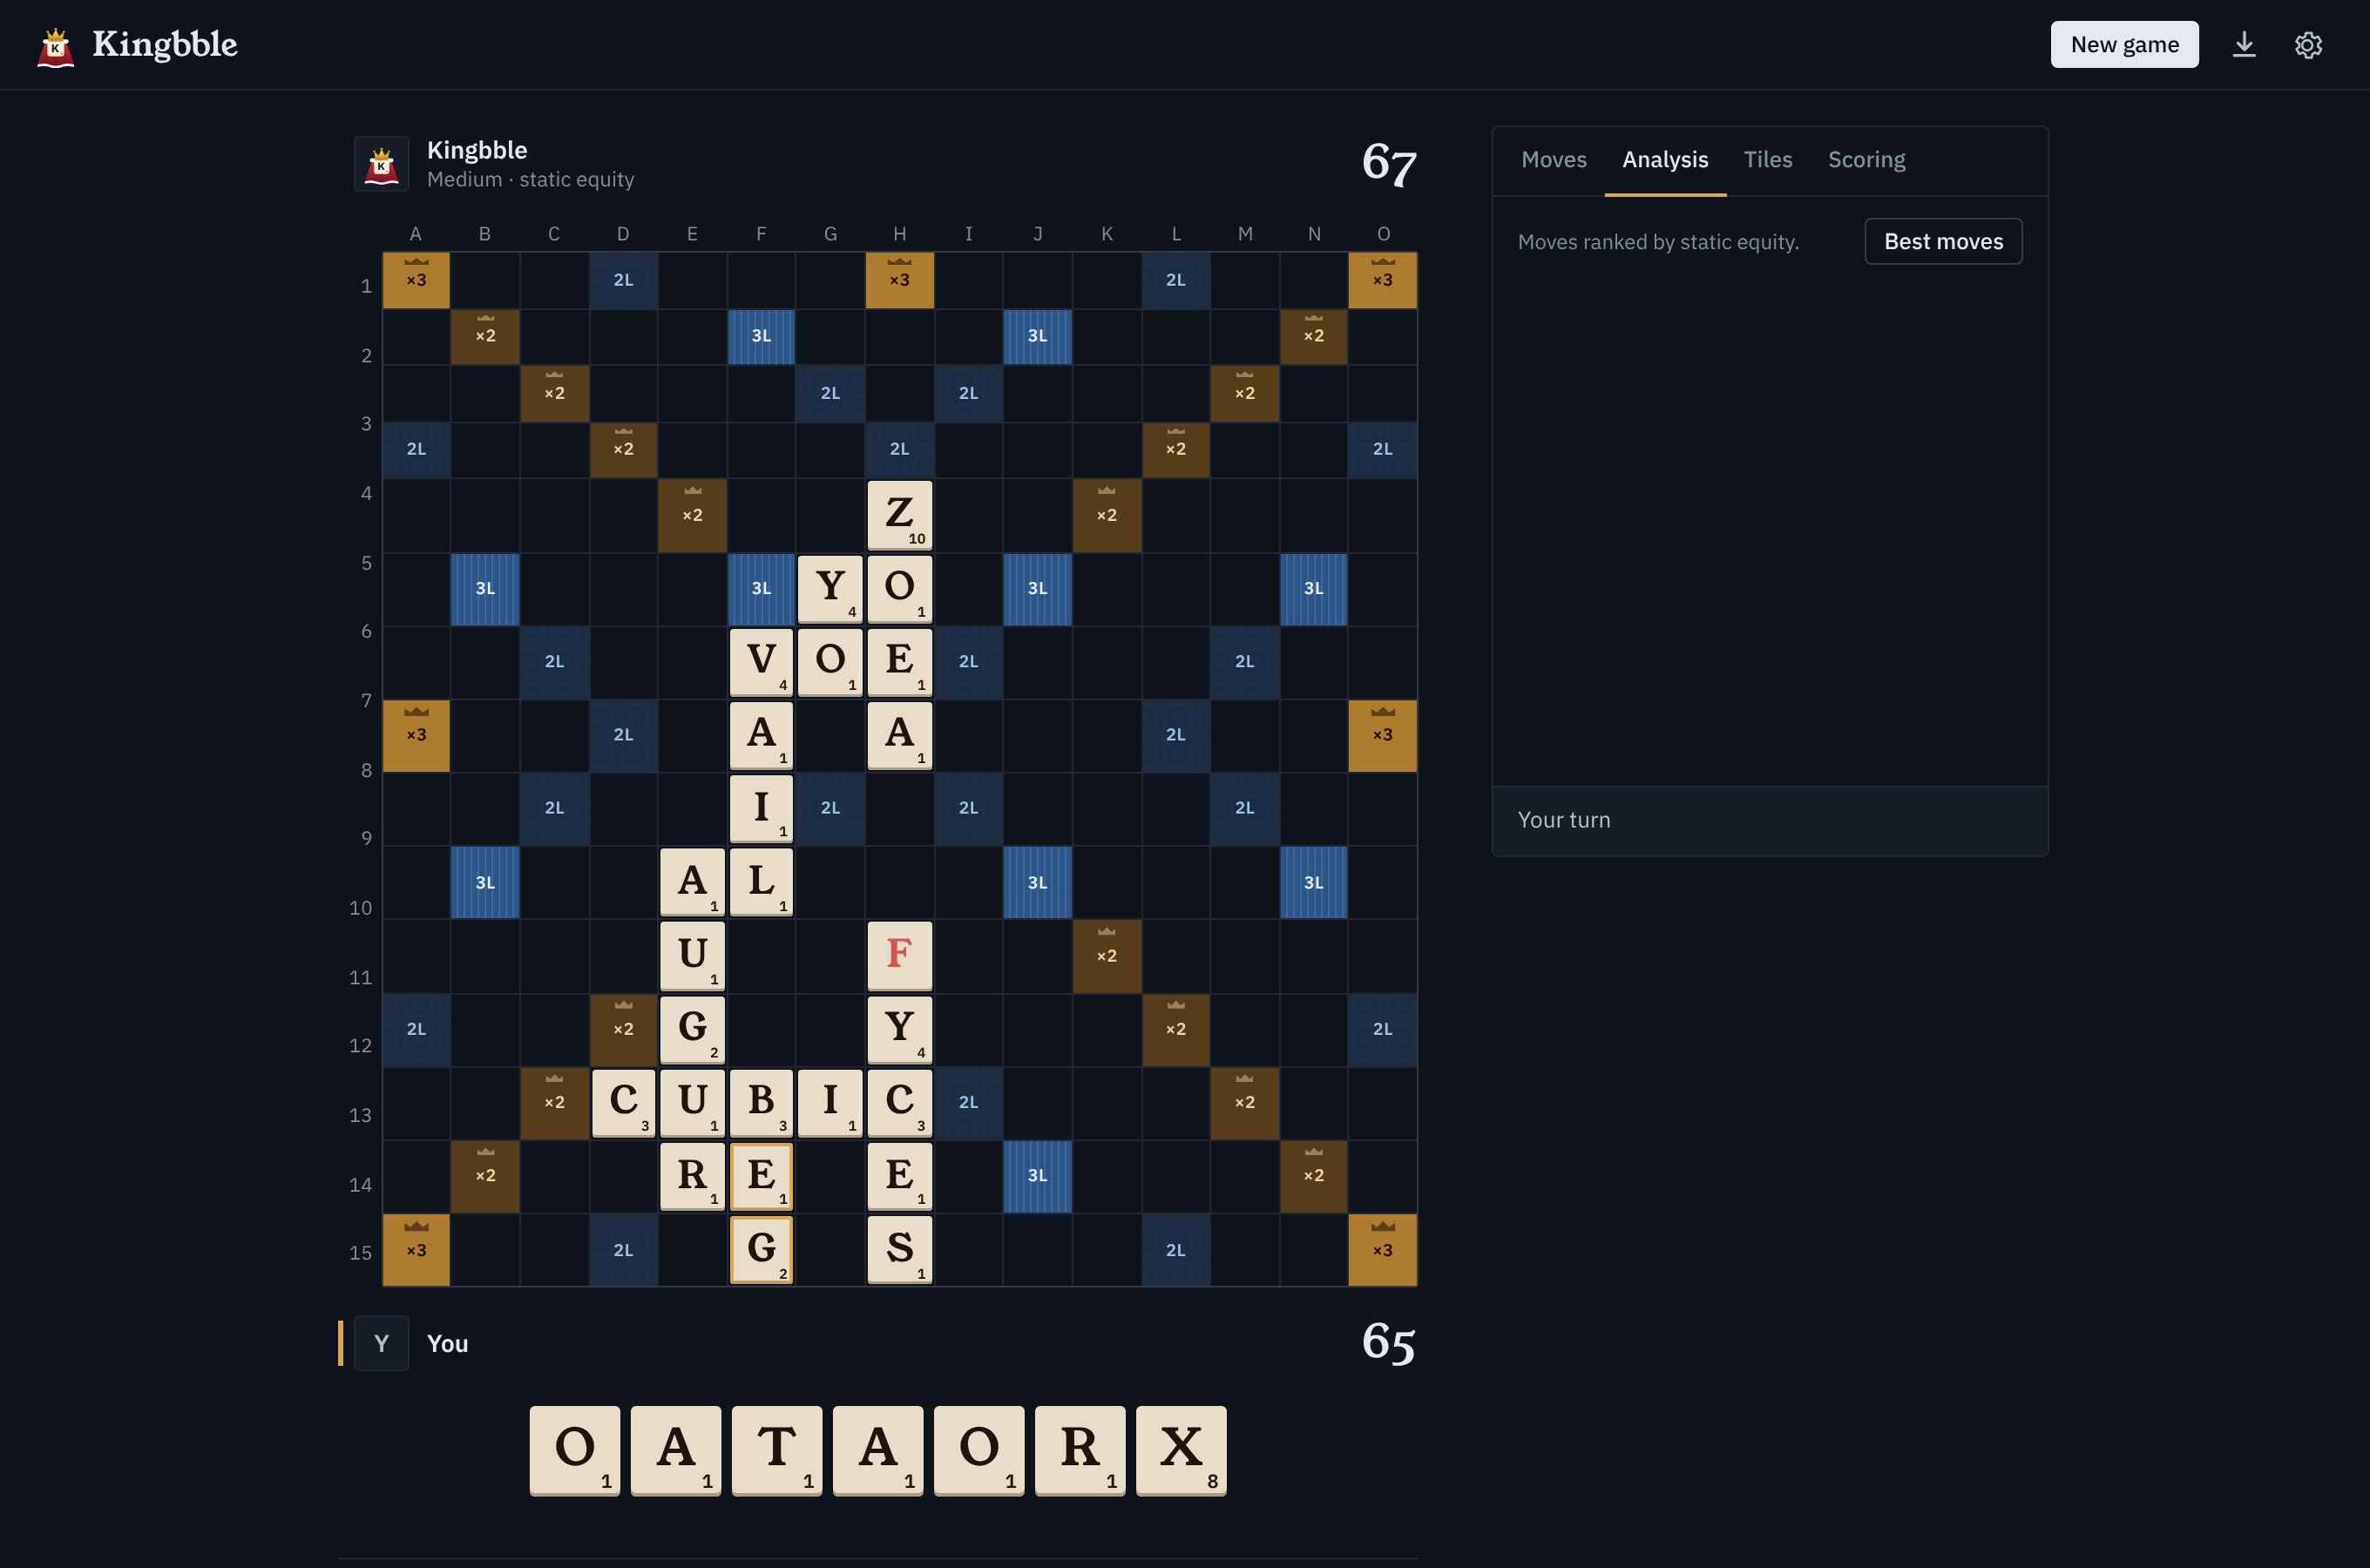 K Kingbble New game
K Kingbble 67
Medium · static equity
Moves Analysis Tiles Scoring
Moves ranked by static equity. Best moves
A B C D E F G H I J K L M N O
1 ×3 2L ×3 2L ×3
2 ×2 3L 3L ×2
3 ×2 2L 2L ×2
4 2L ×2 2L ×2 2L
5 ×2 Z 10 ×2
6 3L 3L Y 4 O 1 3L 3L
7 2L V 4 O 1 E 1 2L 2L
8 ×3 2L A 1 A 1 2L ×3
9 2L I 1 2L 2L 2L
10 3L A 1 L 1 3L 3L
11 U 1 F ×2
12 2L ×2 G 2 Y 4 ×2 2L
13 ×2 C 3 U 1 B 3 I 1 C 3 2L ×2
14 ×2 R 1 E 1 E 1 3L ×2
15 ×3 2L G 2 S 1 2L ×3
Your turn
Y You 65
O 1 A 1 T 1 A 1 O 1 R 1 X 8